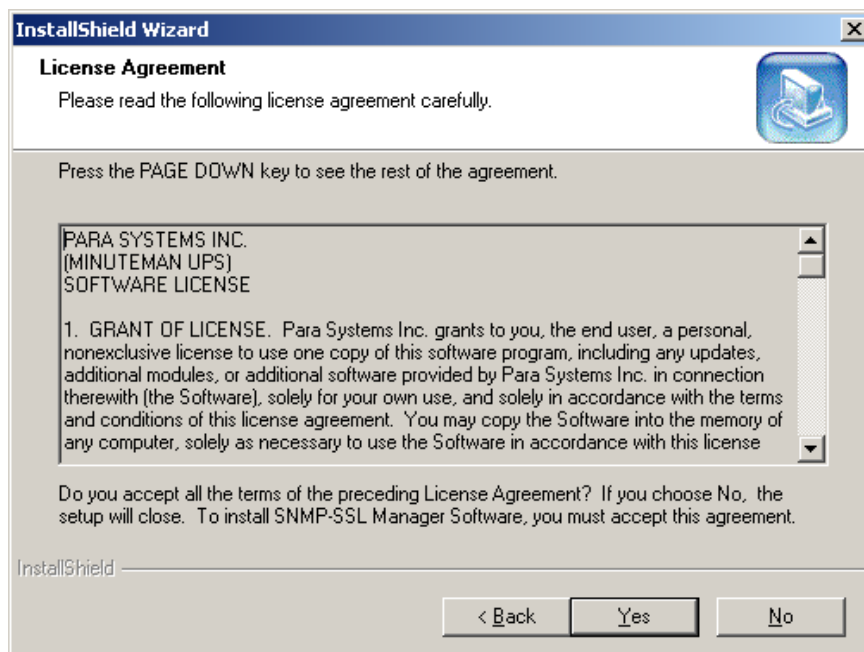 InstallShield Wizard
License Agreement
Please read the following license agreement carefully.
Press the PAGE DOWN key to see the rest of the agreement.
PARA SYSTEMS INC.
(MINUTEMAN UPS)
SOFTWARE LICENSE
1. GRANT OF LICENSE. Para Systems Inc. grants to you, the end user, a personal,
nonexclusive license to use one copy of this software program, including any updates,
additional modules, or additional software provided by Para Systems Inc. in connection
therewith (the Software), solely for your own use, and solely in accordance with the terms
and conditions of this license agreement. You may copy the Software into the memory of
any computer, solely as necessary to use the Software in accordance with this license
Do you accept all the terms of the preceding License Agreement? If you choose No, the
setup will close. To install SNMP-SSL Manager Software, you must accept this agreement.
InstallShield
< Back
Yes
No